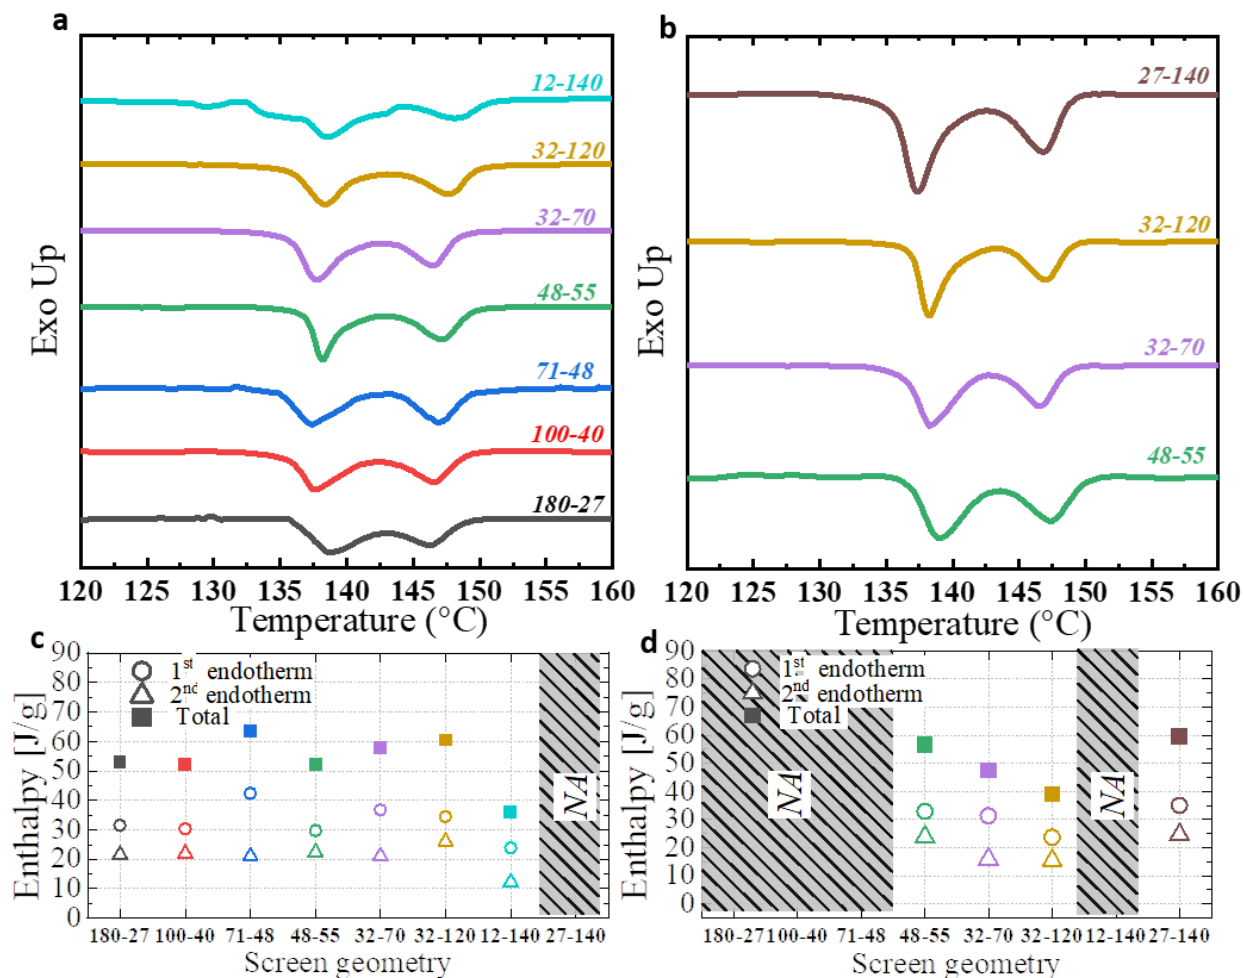 a
12-140
32-120
32-70
48-55
71-48
100-40
180-27
Exo Up
120 125 130 135 140 145 150 155 160
Temperature (°C)
b
27-140
32-120
32-70
48-55
Exo Up
120 125 130 135 140 145 150 155 160
Temperature (°C)
c
90
80
70
60
50
40
30
20
10
0
Enthalpy [J/g]
1st endotherm
2nd endotherm
Total
NA
180-27 100-40 71-48 48-55 32-70 32-120 12-140 27-140
Screen geometry
d
90
80
70
60
50
40
30
20
10
0
Enthalpy [J/g]
1st endotherm
2nd endotherm
Total
NA
NA
180-27 100-40 71-48 48-55 32-70 32-120 12-140 27-140
Screen geometry